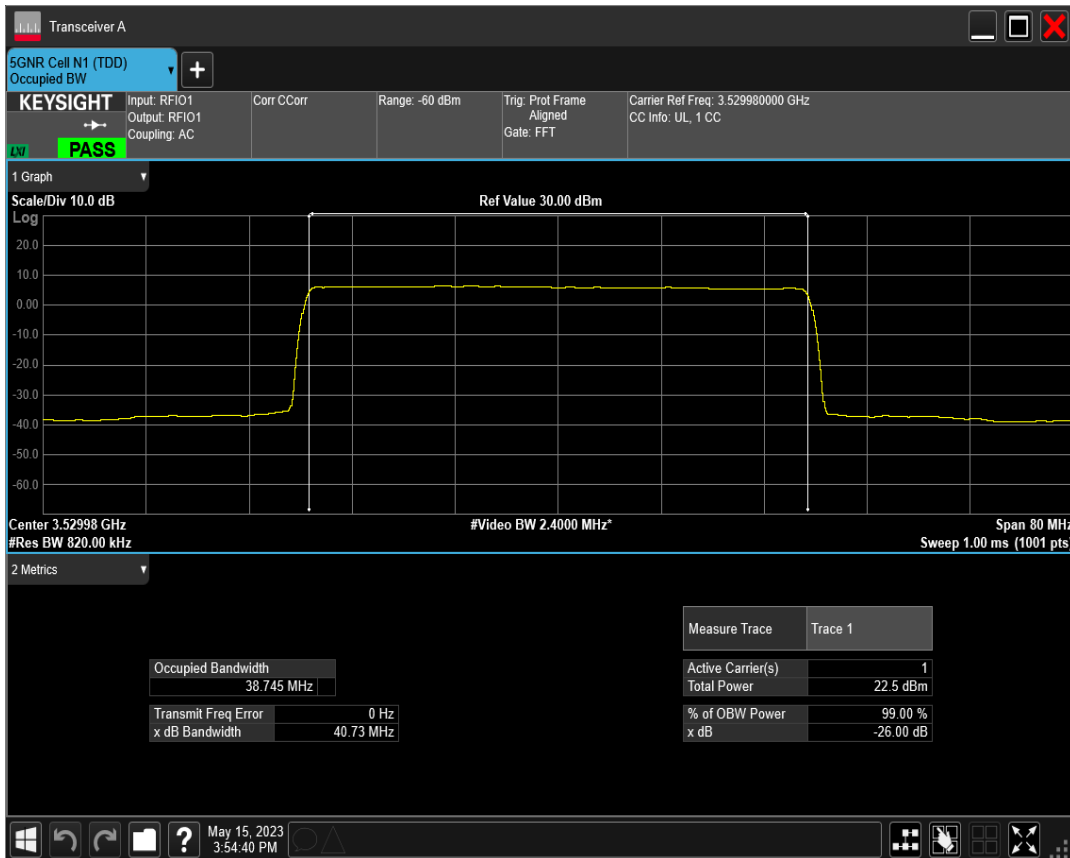 Transceiver A
5GNR Cell N1 (TDD)
Occupied BW
+
KEYSIGHT
LXI
PASS
Input: RFIO1
Output: RFIO1
Coupling: AC
Corr CCorr
Range: -60 dBm
Trig: Prot Frame
Aligned
Gate: FFT
Carrier Ref Freq: 3.529980000 GHz
CC Info: UL, 1 CC
1 Graph
Scale/Div 10.0 dB
Ref Value 30.00 dBm
Log
20.0
10.0
0.00
-10.0
-20.0
-30.0
-40.0
-50.0
-60.0
Center 3.52998 GHz
#Video BW 2.4000 MHz*
Span 80 MHz
#Res BW 820.00 kHz
Sweep 1.00 ms (1001 pts)
2 Metrics
Measure Trace Trace 1
Occupied Bandwidth
38.745 MHz
Active Carrier(s) 1
Total Power 22.5 dBm
Transmit Freq Error 0 Hz
x dB Bandwidth 40.73 MHz
% of OBW Power 99.00 %
x dB -26.00 dB
?
May 15, 2023
3:54:40 PM